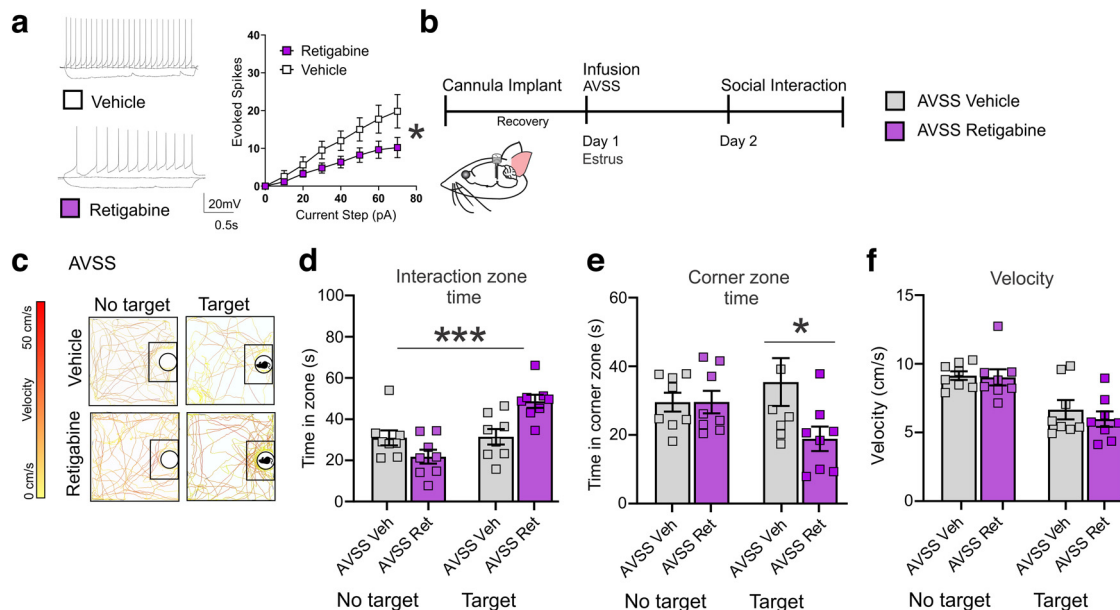 a
Vehicle
Retigabine
20mV
0.5s
Evoked Spikes
40
30
20
10
0
Retigabine
Vehicle
*
0 20 40 60 80
Current Step (pA)
b
Cannula Implant
Recovery
Infusion
AVSS
Day 1
Estrus
Social Interaction
Day 2
AVSS Vehicle
AVSS Retigabine
c
AVSS
No target Target
Vehicle
Retigabine
50 cm/s
Velocity
0 cm/s
d
Interaction zone
time
Time in zone (s)
100
80
60
40
20
0
***
AVSS Veh
AVSS Ret
AVSS Veh
AVSS Ret
No target Target
e
Corner zone
time
Time in corner zone (s)
60
40
20
0
*
AVSS Veh
AVSS Ret
AVSS Veh
AVSS Ret
No target Target
f
Velocity
Velocity (cm/s)
15
10
5
0
AVSS Veh
AVSS Ret
AVSS Veh
AVSS Ret
No target Target